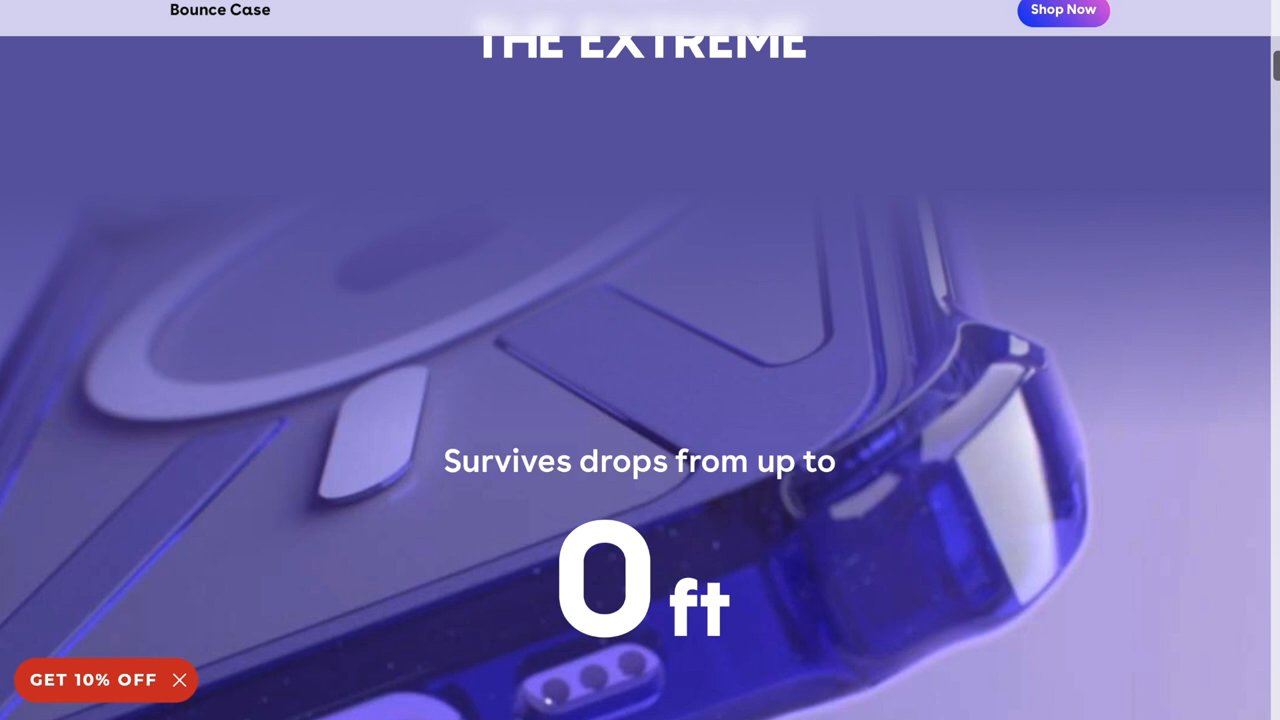 Bounce Case
Shop Now
THE EXTREME
Survives drops from up to
0 ft
GET 10% OFF